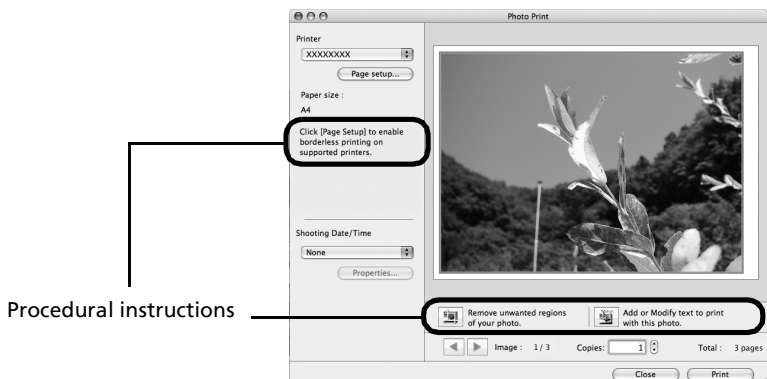 Photo Print
Printer
XXXXXXXX
Page setup...
Paper size :
A4
Click [Page Setup] to enable
borderless printing on
supported printers.
Shooting Date/Time
None
Properties...
Procedural instructions
Remove unwanted regions
of your photo.
Add or Modify text to print
with this photo.
Image : 1 / 3 Copies: 1 Total : 3 pages
Close Print